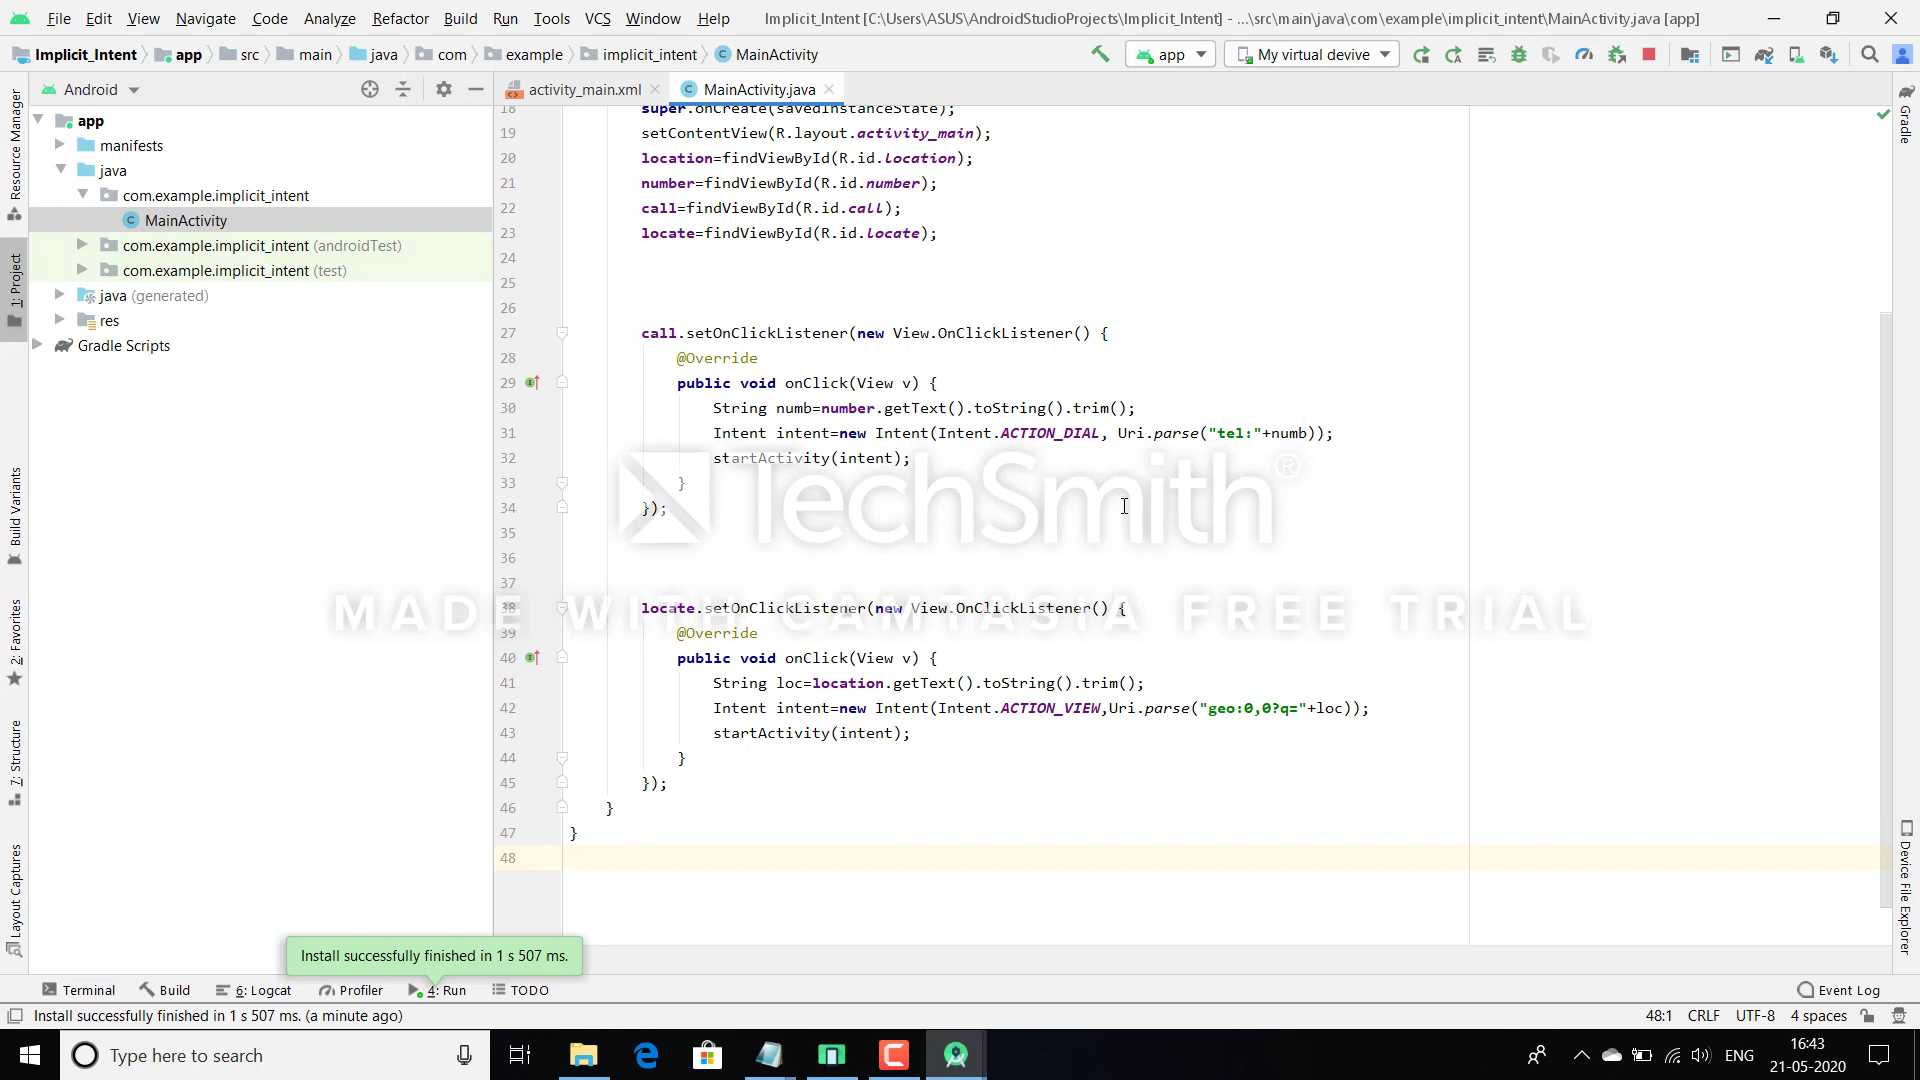 File Edit View Navigate Code Analyze Refactor Build Run Tools VCS Window Help Implicit_Intent [C:\Users\ASUS\AndroidStudioProjects\Implicit_Intent] - ...\src\main\java\com\example\implicit_intent\MainActivity.java [app]
Implicit_Intent app src main java com example implicit_intent MainActivity app My virtual devive
Android
activity_main.xml
MainActivity.java
Resource Manager
1: Project
Build Variants
2: Favorites
7: Structure
Layout Captures
app
manifests
java
com.example.implicit_intent
MainActivity
com.example.implicit_intent (androidTest)
com.example.implicit_intent (test)
java (generated)
res
Gradle Scripts
18 super.onCreate(savedInstanceState);
19 setContentView(R.layout.activity_main);
20 location=findViewById(R.id.location);
21 number=findViewById(R.id.number);
22 call=findViewById(R.id.call);
23 locate=findViewById(R.id.locate);
24
25
26
27 call.setOnClickListener(new View.OnClickListener() {
28 @Override
29 public void onClick(View v) {
30 String numb=number.getText().toString().trim();
31 Intent intent=new Intent(Intent.ACTION_DIAL, Uri.parse("tel:"+numb));
32 startActivity(intent);
33 }
34 });
35
36
37
38 locate.setOnClickListener(new View.OnClickListener() {
39 @Override
40 public void onClick(View v) {
41 String loc=location.getText().toString().trim();
42 Intent intent=new Intent(Intent.ACTION_VIEW,Uri.parse("geo:0,0?q="+loc));
43 startActivity(intent);
44 }
45 });
46 }
47 }
48
TechSmith®
MADE WITH CAMTASIA FREE TRIAL
Gradle
Device File Explorer
Install successfully finished in 1 s 507 ms.
Terminal Build 6: Logcat Profiler 4: Run TODO Event Log
Install successfully finished in 1 s 507 ms. (a minute ago) 48:1 CRLF UTF-8 4 spaces
Type here to search
ENG
16:43
21-05-2020